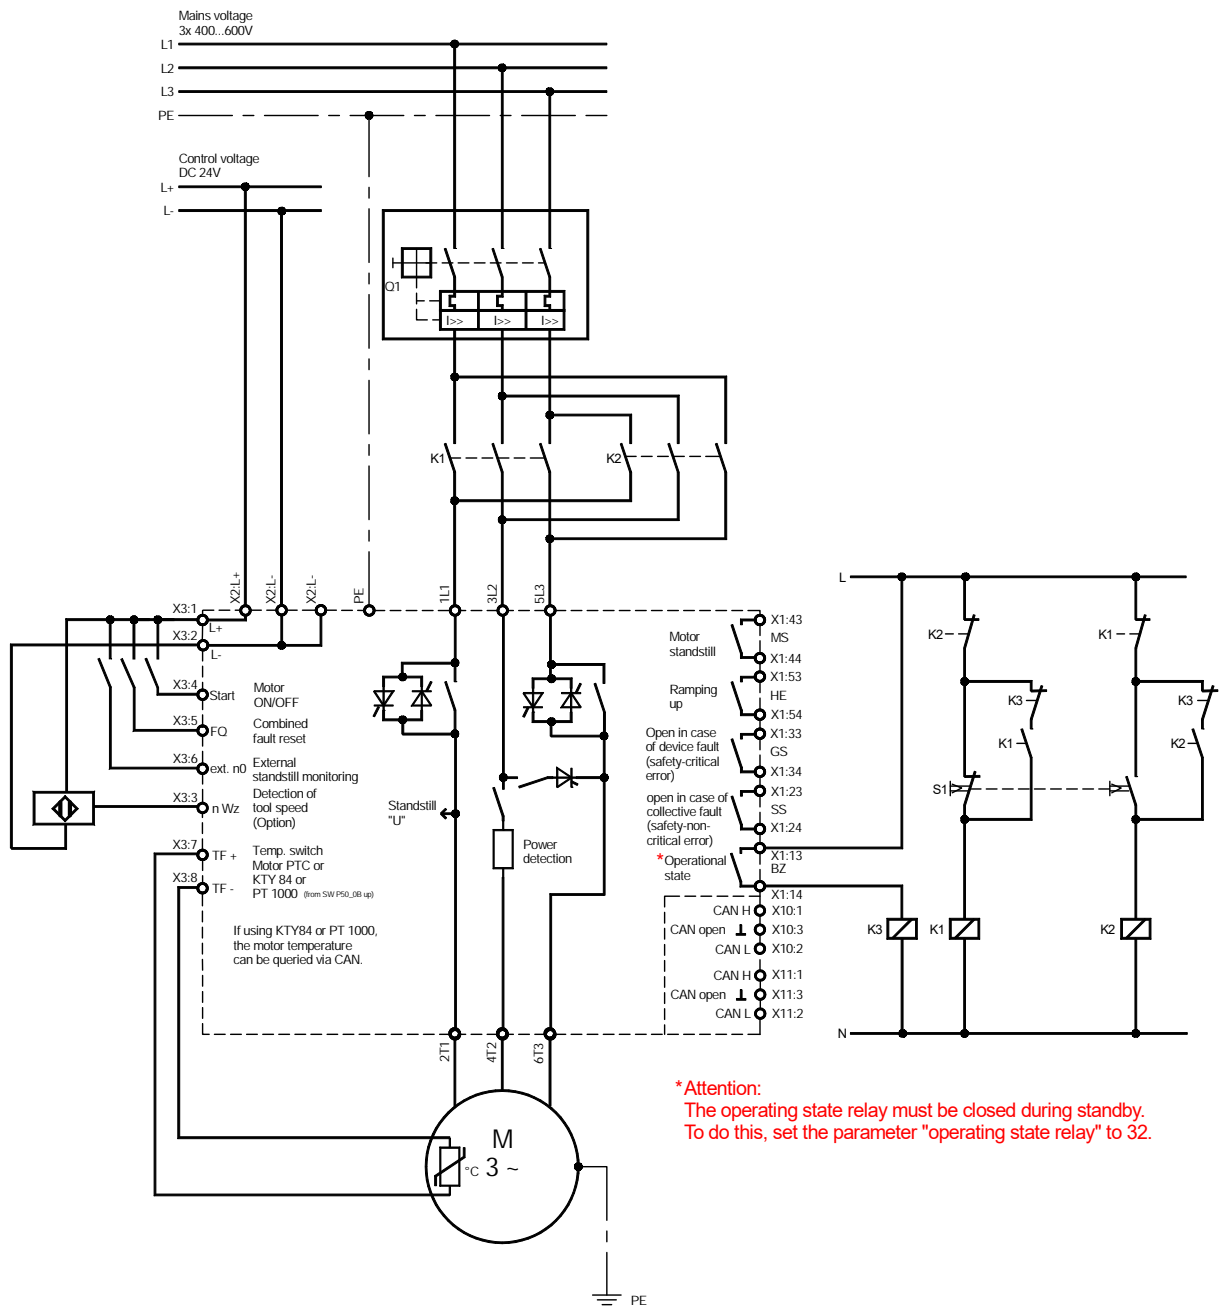 Mains voltage
3x 400...600V
L1
L2
L3
PE
Control voltage
DC 24V
L+
L-
Q1
I>>
I>>
I>>
K1
K2
X2:L+
X2:L-
X2:L-
PE
1L1
3L2
5L3
X3:1
L+
X3:2
L-
X3:4
Start
Motor
ON/OFF
X3:5
FQ
Combined
fault reset
X3:6
ext. n0
External
standstill monitoring
X3:3
n Wz
Detection of
tool speed
(Option)
X3:7
TF +
Temp. switch
Motor PTC or
KTY 84 or
PT 1000 (from SW P50_0B up)
X3:8
TF -
If using KTY84 or PT 1000,
the motor temperature
can be queried via CAN.
Standstill
"U"
Power
detection
Motor
standstill
X1:43
MS
X1:44
Ramping
up
X1:53
HE
X1:54
Open in case
of device fault
(safety-critical
error)
X1:33
GS
X1:34
open in case of
collective fault
(safety-non-
critical error)
X1:23
SS
X1:24
*Operational
state
X1:13
BZ
X1:14
CAN H
X10:1
CAN open
X10:3
CAN L
X10:2
CAN H
X11:1
CAN open
X11:3
CAN L
X11:2
2T1
4T2
6T3
M
3 ~
°C
PE
L
K2
K1
K3
K1
K3
K2
S1
K3
K1
K2
N
*Attention:
The operating state relay must be closed during standby.
To do this, set the parameter "operating state relay" to 32.